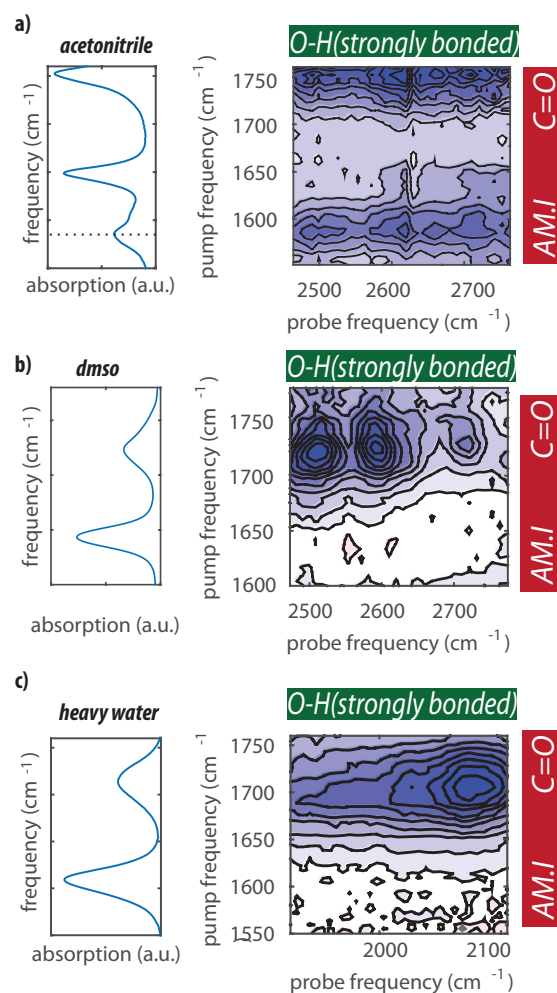 a)
acetonitrile
O-H(strongly bonded)
frequency (cm -1)
absorption (a.u.)
pump frequency (cm -1)
1750
1700
1650
1600
2500 2600 2700
probe frequency (cm -1)
C=O
AM.I
b)
dmso
O-H(strongly bonded)
frequency (cm -1)
absorption (a.u.)
pump frequency (cm -1)
1750
1700
1650
1600
2500 2600 2700
probe frequency (cm -1)
C=O
AM.I
c)
heavy water
O-H(strongly bonded)
frequency (cm -1)
absorption (a.u.)
pump frequency (cm -1
1750
1700
1650
1600
1550
2000 2100
probe frequency (cm -1)
C=O
AM.I